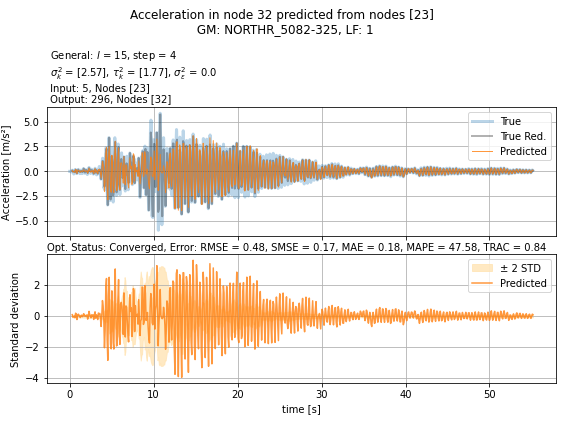 Acceleration in node 32 predicted from nodes [23]
GM: NORTHR_5082-325, LF: 1
General: l = 15, step = 4
σ²ₖ = [2.57], τ²ₖ = [1.77], σ²ₑ = 0.0
Input: 5, Nodes [23]
Output: 296, Nodes [32]
Acceleration [m/s²]
5.0
2.5
0.0
−2.5
−5.0
True
True Red.
Predicted
Opt. Status: Converged, Error: RMSE = 0.48, SMSE = 0.17, MAE = 0.18, MAPE = 47.58, TRAC = 0.84
Standard deviation
2
0
−2
−4
± 2 STD
Predicted
0 10 20 30 40 50
time [s]